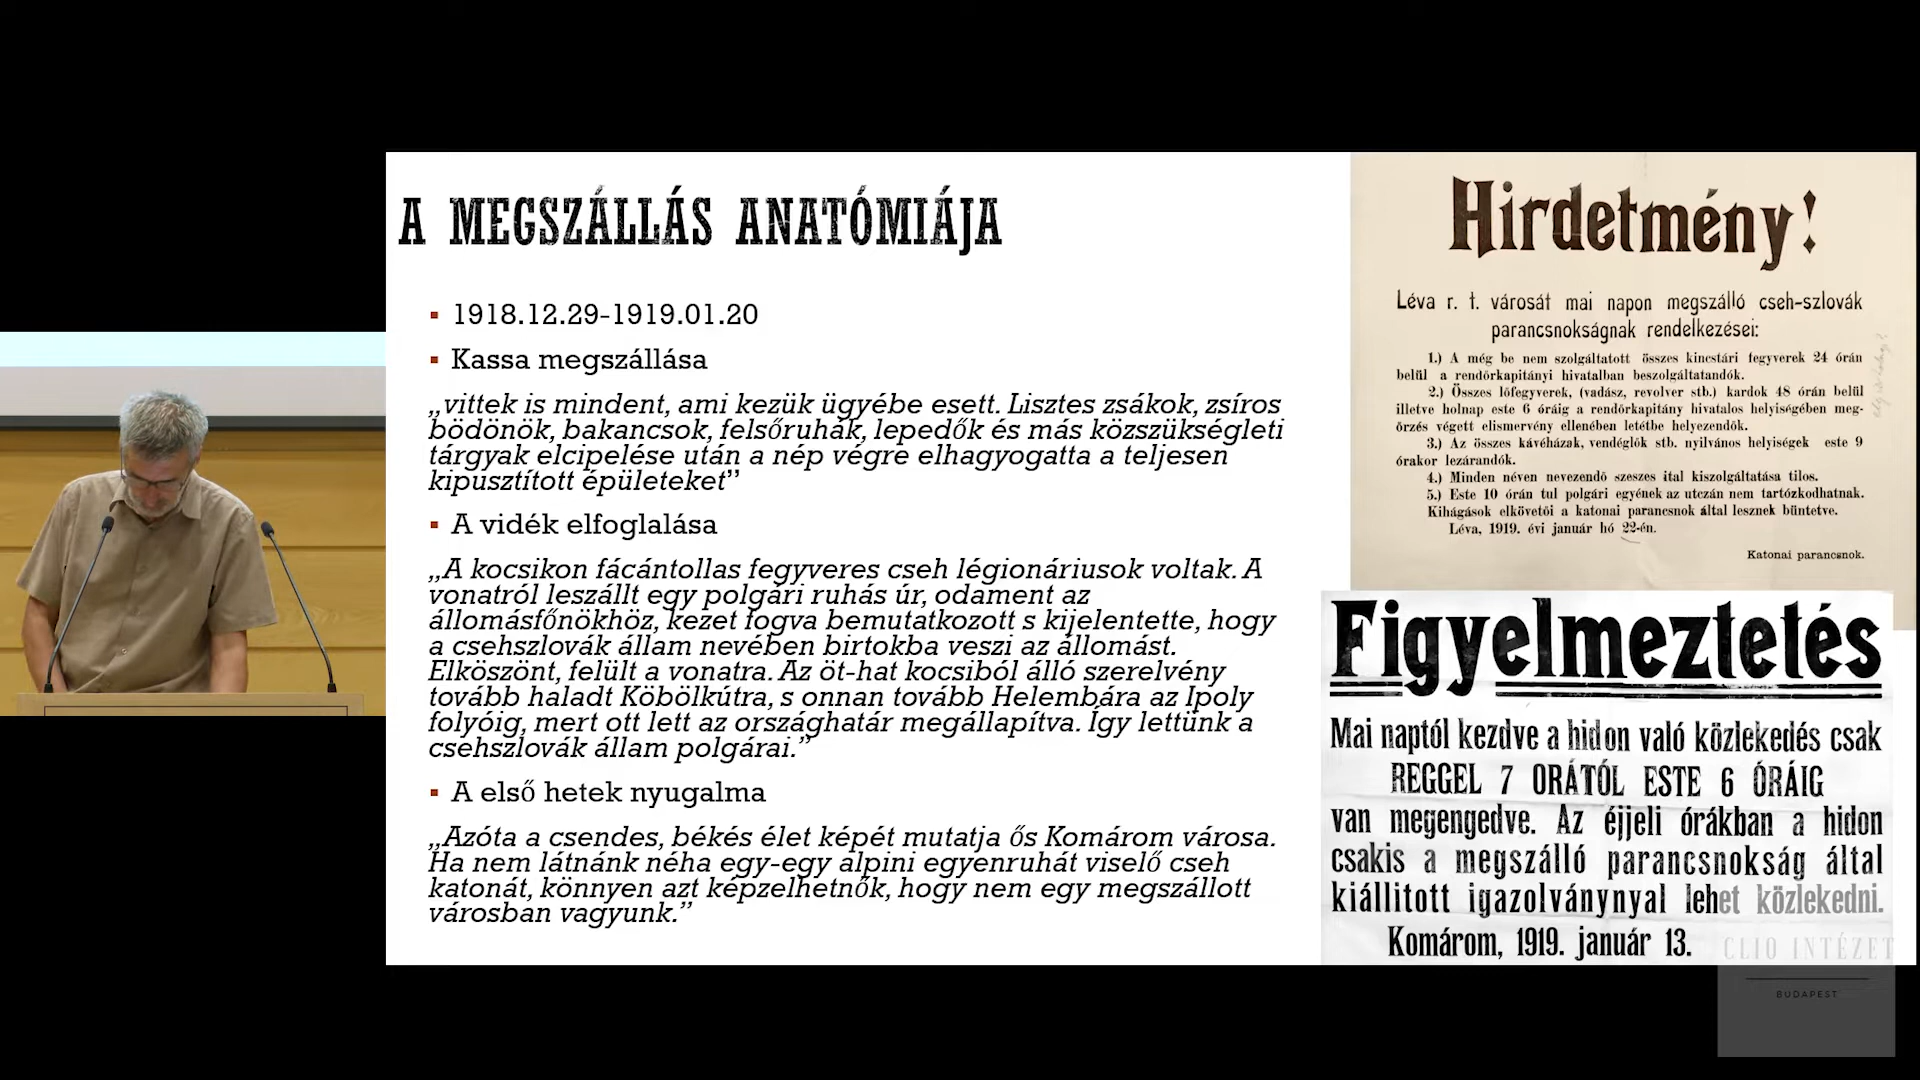 A MEGSZÁLLÁS ANATÓMIÁJA
1918.12.29-1919.01.20
Kassa megszállása
„vittek is mindent, ami kezük ügyébe esett. Lisztes zsákok, zsíros
bödönök, bakancsok, felsőruhák, lepedők és más közszükségleti
tárgyak elcipelése után a nép végre elhagyogatta a teljesen
kipusztított épületeket”
A vidék elfoglalása
„A kocsikon fácántollas fegyveres cseh légionáriusok voltak. A
vonatról leszállt egy polgári ruhás úr, odament az
állomásfőnökhöz, kezet fogva bemutatkozott s kijelentette, hogy
a csehszlovák állam nevében birtokba veszi az állomást.
Elköszönt, felült a vonatra. Az öt-hat kocsiból álló szerelvény
tovább haladt Köbölkútra, s onnan tovább Helembára az Ipoly
folyóig, mert ott lett az országhatár megállapítva. Így lettünk a
csehszlovák állam polgárai.”
A első hetek nyugalma
„Azóta a csendes, békés élet képét mutatja ős Komárom városa.
Ha nem látnánk néha egy-egy alpini egyenruhát viselő cseh
katonát, könnyen azt képzelhetnők, hogy nem egy megszállott
városban vagyunk.”
Hirdetmény!
Léva r. t. városát mai napon megszálló cseh-szlovák
parancsnokságnak rendelkezései:
1.) A még be nem szolgáltatott összes kincstári fegyverek 24 órán
belül a rendőrkapitányi hivatalban beszolgáltatandók.
2.) Összes lőfegyverek, (vadász, revolver stb.) kardok 48 órán belül
illetve holnap este 6 óráig a rendőrkapitány hivatalos helyiségében meg-
őrzés végett elismervény ellenében letétbe helyezendők.
3.) Az összes kávéházak, vendéglők stb. nyilvános helyiségek este 9
órakor lezárandók.
4.) Minden néven nevezendő szeszes ital kiszolgáltatása tilos.
5.) Este 10 órán tul polgári egyének az utczán nem tartózkodhatnak.
Kihágások elkövetői a katonai parancsnok által lesznek büntetve.
Léva, 1919. évi január hó 22-én.
Katonai parancsnok.
Figyelmeztetés
Mai naptól kezdve a hidon való közlekedés csak
REGGEL 7 ORÁTÓL ESTE 6 ÓRÁIG
van megengedve. Az éjjeli órákban a hidon
csakis a megszálló parancsnokság által
kiállitott igazolványnyal lehet közlekedni.
Komárom, 1919. január 13.
CLIO INTÉZET
BUDAPEST